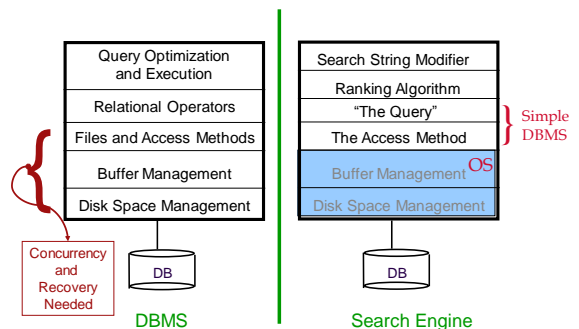 Query Optimization
and Execution
Relational Operators
Files and Access Methods
Buffer Management
Disk Space Management
Concurrency
and
Recovery
Needed
DB
DBMS
Search String Modifier
Ranking Algorithm
“The Query”
The Access Method
Buffer Management
OS
Disk Space Management
Simple
DBMS
DB
Search Engine